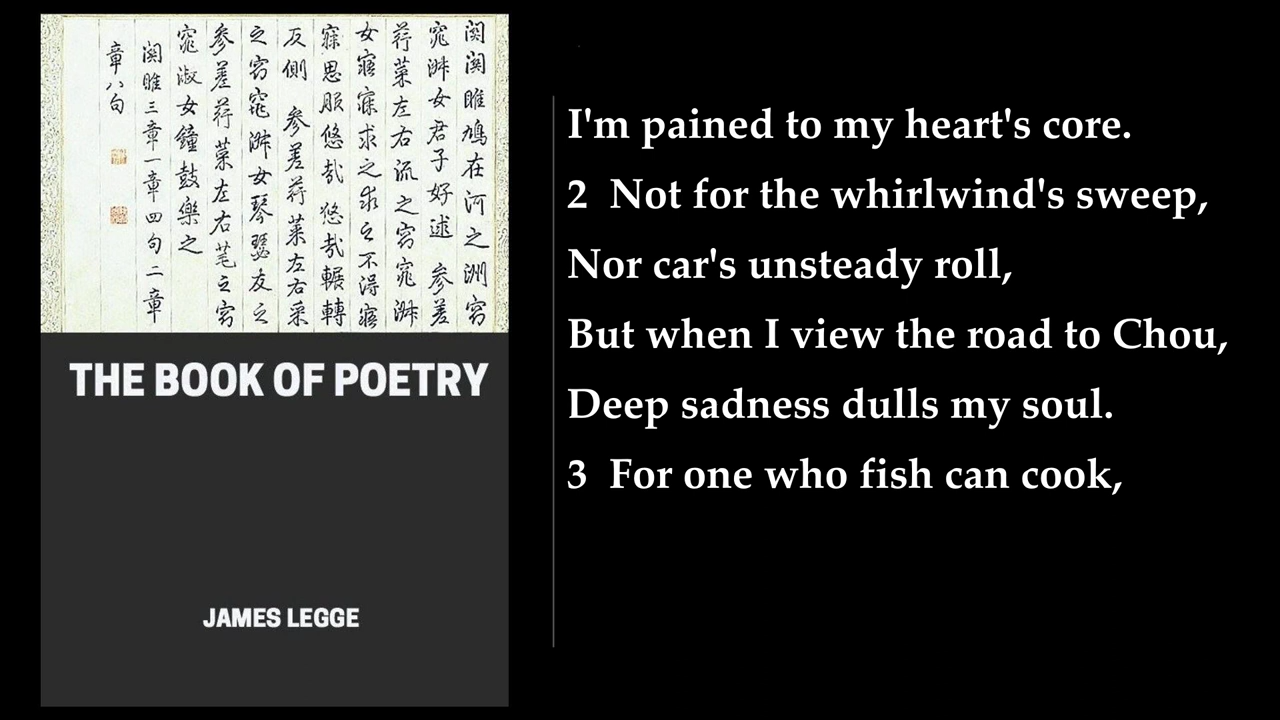 関関雎鳩在河之洲窈
窕淑女君子好逑参差
荇菜左右流之窈窕淑
女寤寐求之求之不得寤
寐思服悠哉悠哉輾轉
反側 参差荇菜左右采
之窈窕淑女琴瑟友之
参差荇菜左右芼之窈
窕淑女鐘鼓樂之
関雎三章一章四句二章
章八句
THE BOOK OF POETRY
JAMES LEGGE
I'm pained to my heart's core.
2 Not for the whirlwind's sweep,
Nor car's unsteady roll,
But when I view the road to Chou,
Deep sadness dulls my soul.
3 For one who fish can cook,